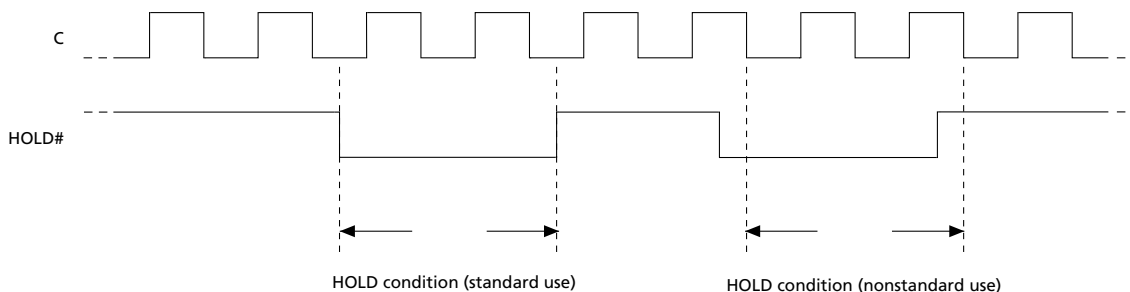 C
HOLD#
HOLD condition (standard use)
HOLD condition (nonstandard use)